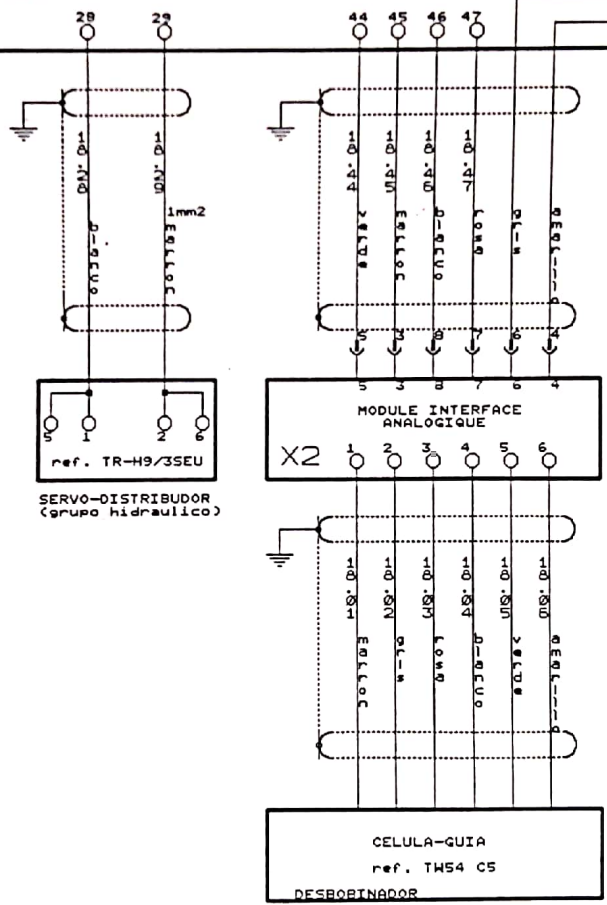 28 29 44 45 46 47
18.28 18.29 18.44 18.45 18.46 18.47
1mm2
blanco marron verde marron blanco rosa gris amarillo
5 3 8 7 6 4
5 3 8 7 6 4
MODULE INTERFACE
ANALOGIQUE
5 1 2 6
X2 1 2 3 4 5 6
ref. TR-H9/3SEU
SERVO-DISTRIBUDOR
(grupo hidraulico)
18.01 18.02 18.03 18.04 18.05 18.06
marron gris rosa blanco verde amarillo
CELULA-GUIA
ref. TW54 C5
DESBOBINADOR